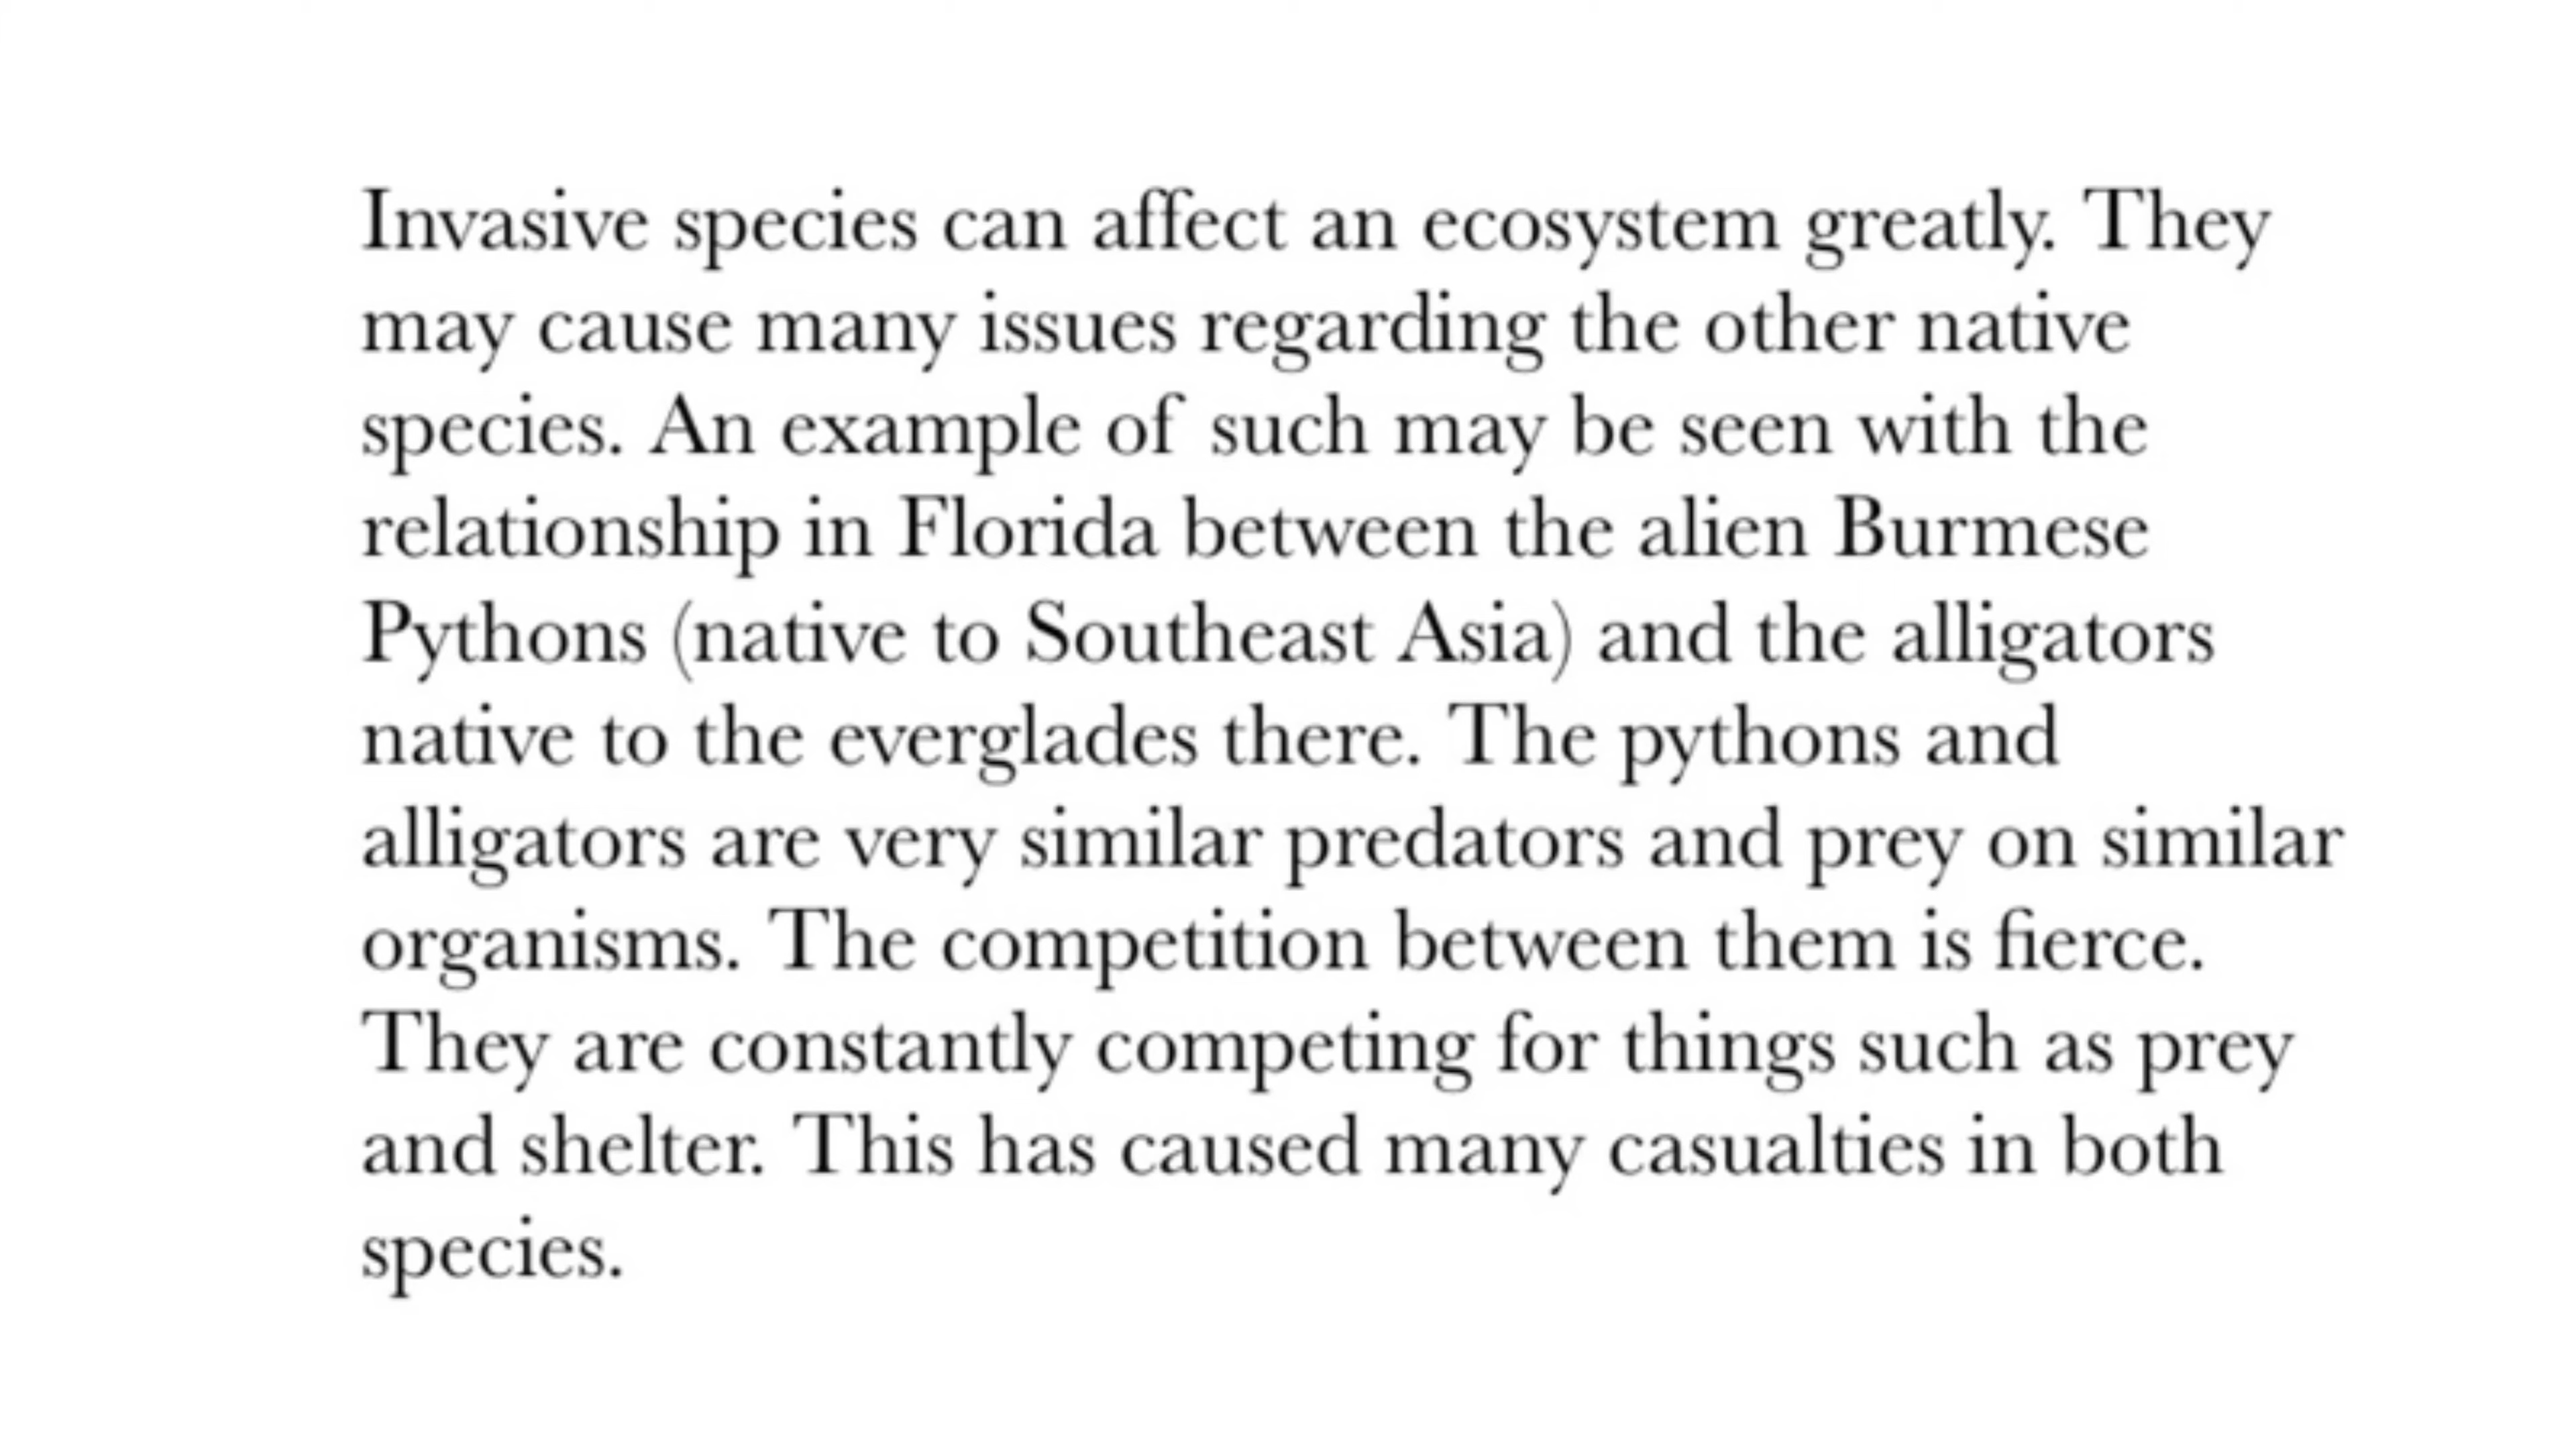 Invasive species can affect an ecosystem greatly. They
may cause many issues regarding the other native
species. An example of such may be seen with the
relationship in Florida between the alien Burmese
Pythons (native to Southeast Asia) and the alligators
native to the everglades there. The pythons and
alligators are very similar predators and prey on similar
organisms. The competition between them is fierce.
They are constantly competing for things such as prey
and shelter. This has caused many casualties in both
species.